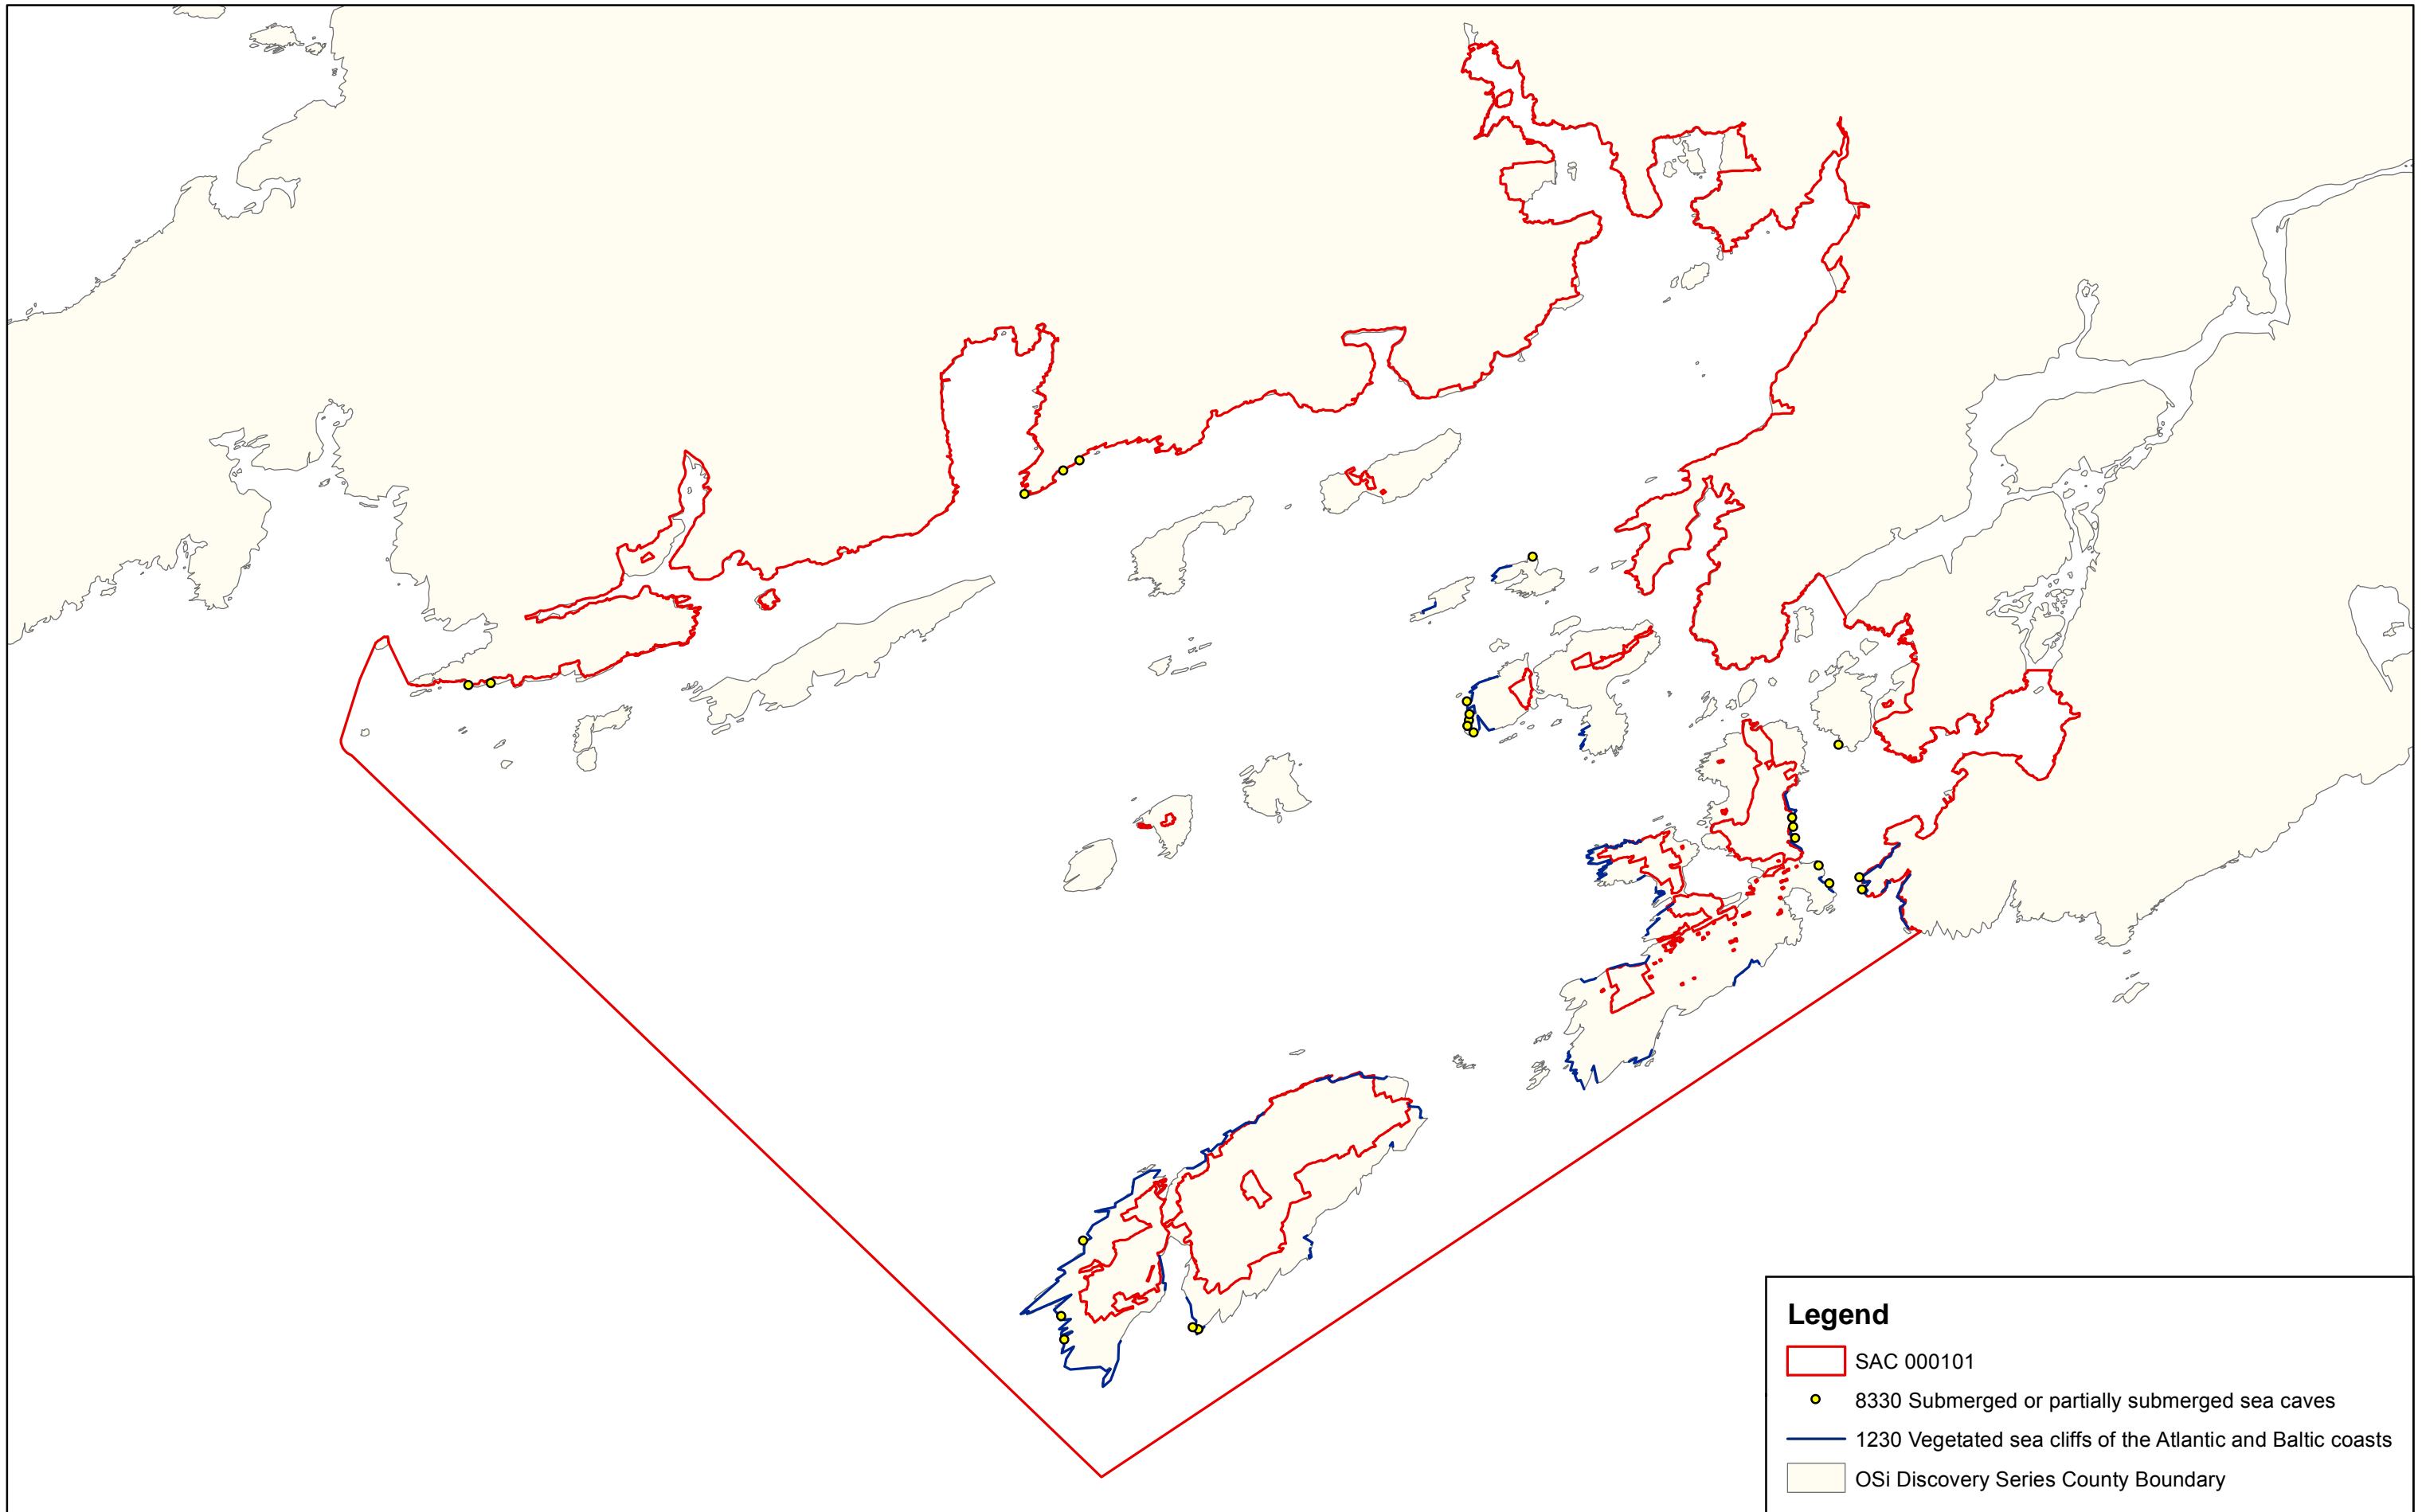 Legend
SAC 000101
8330 Submerged or partially submerged sea caves
1230 Vegetated sea cliffs of the Atlantic and Baltic coasts
OSi Discovery Series County Boundary